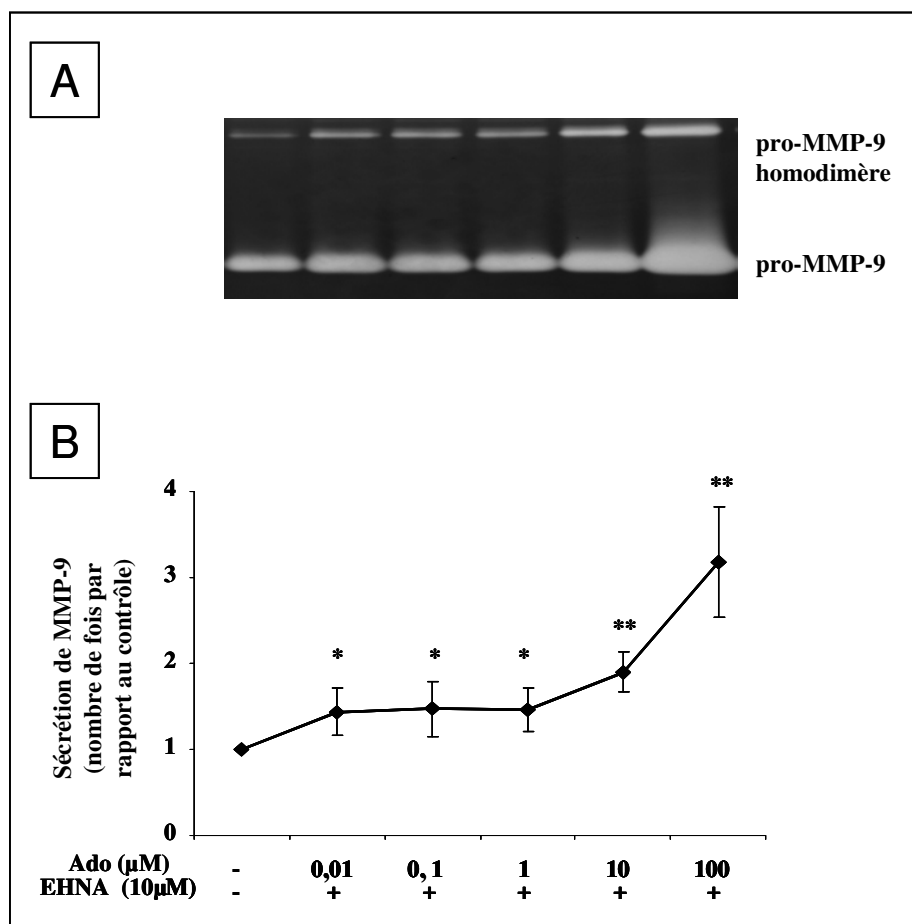 A
pro-MMP-9
homodimère
pro-MMP-9
B
Sécrétion de MMP-9
(nombre de fois par
rapport au contrôle)
4
3
2
1
0
* * * ** **
Ado (µM) - 0,01 0, 1 1 10 100
EHNA (10µM) - + + + + +